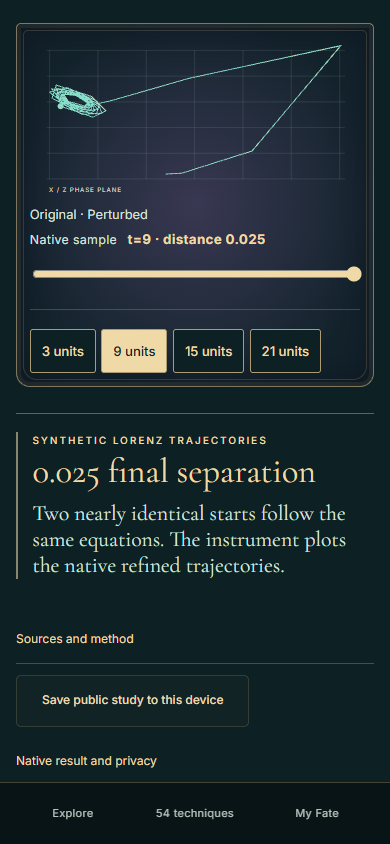 X / Z PHASE PLANE
Original · Perturbed
Native sample t=9 · distance 0.025
3 units
9 units
15 units
21 units
SYNTHETIC LORENZ TRAJECTORIES
0.025 final separation
Two nearly identical starts follow the
same equations. The instrument plots
the native refined trajectories.
Sources and method
Save public study to this device
Native result and privacy
Explore
54 techniques
My Fate